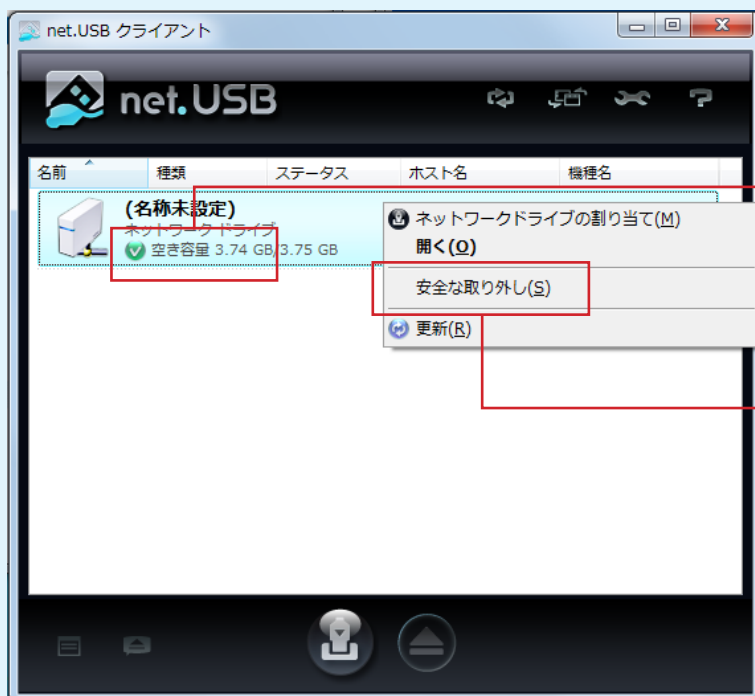 net.USB クライアント
net.USB
名前 種類 ステータス ホスト名 機種名
(名称未設定)
ネットワークドライブ
空き容量 3.74 GB/3.75 GB
ネットワークドライブの割り当て(M)
開く(O)
安全な取り外し(S)
更新(R)